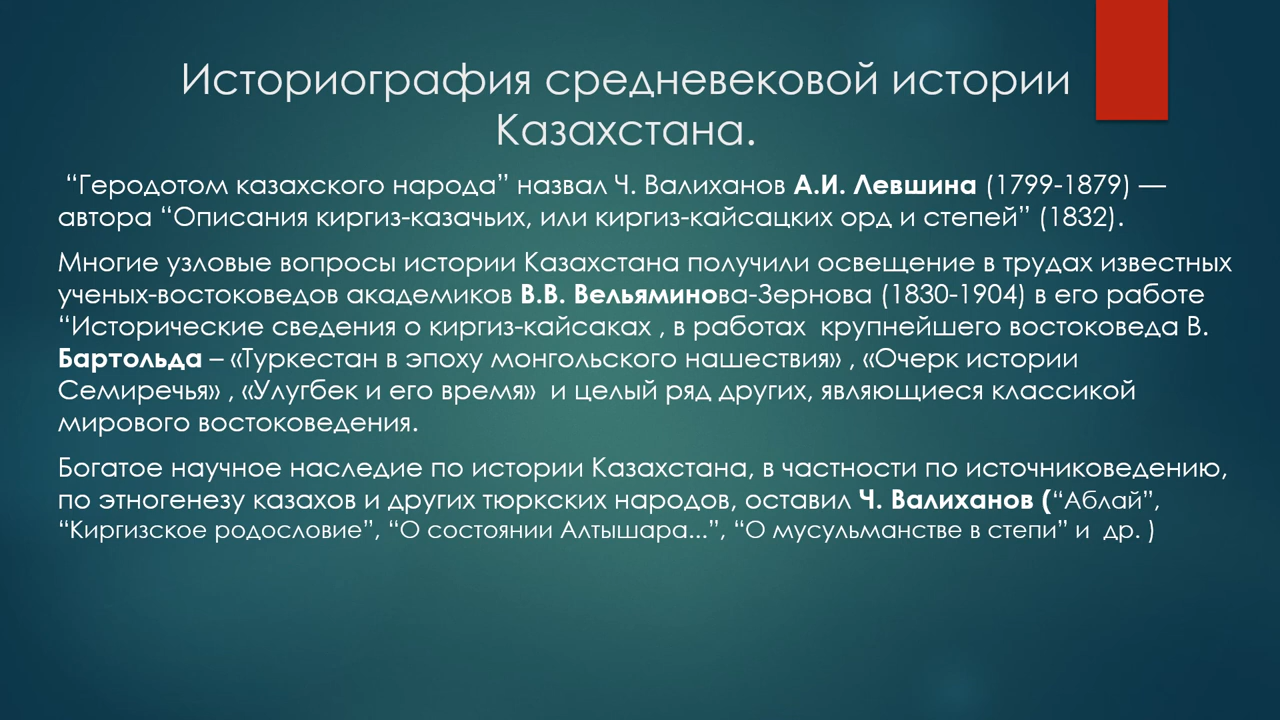 Историография средневековой истории
Казахстана.
“Геродотом казахского народа” назвал Ч. Валиханов А.И. Левшина (1799-1879) —
автора “Описания киргиз-казачьих, или киргиз-кайсацких орд и степей” (1832).
Многие узловые вопросы истории Казахстана получили освещение в трудах известных
ученых-востоковедов академиков В.В. Вельяминова-Зернова (1830-1904) в его работе
“Исторические сведения о киргиз-кайсаках , в работах крупнейшего востоковеда В.
Бартольда – «Туркестан в эпоху монгольского нашествия» , «Очерк истории
Семиречья» , «Улугбек и его время» и целый ряд других, являющиеся классикой
мирового востоковедения.
Богатое научное наследие по истории Казахстана, в частности по источниковедению,
по этногенезу казахов и других тюркских народов, оставил Ч. Валиханов (“Аблай”,
“Киргизское родословие”, “О состоянии Алтышара...”, “О мусульманстве в степи” и др. )